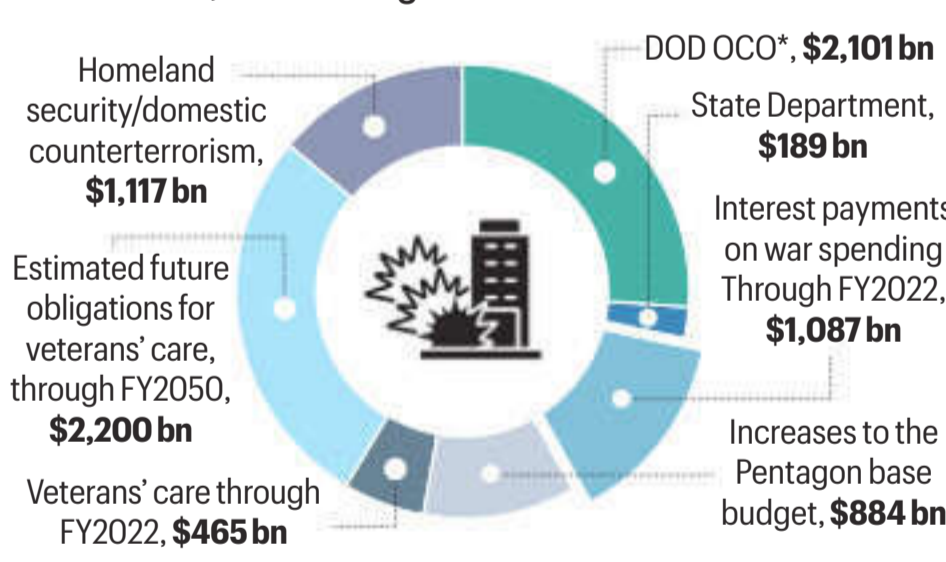 DOD OCO*, $2,101 bn
State Department,
$189 bn
Interest payments
on war spending
Through FY2022,
$1,087 bn
Increases to the
Pentagon base
budget, $884 bn
Veterans’ care through
FY2022, $465 bn
Estimated future
obligations for
veterans’ care,
through FY2050,
$2,200 bn
Homeland
security/domestic
counterterrorism,
$1,117 bn